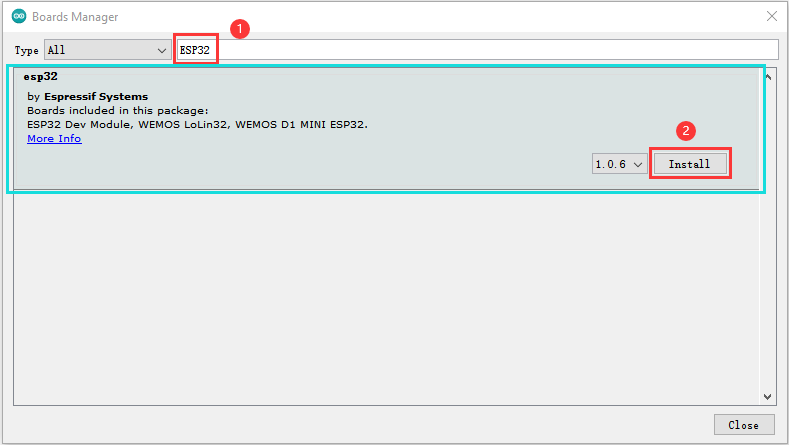 Boards Manager
1
Type All ESP32
esp32
by Espressif Systems
Boards included in this package:
ESP32 Dev Module, WEMOS LoLin32, WEMOS D1 MINI ESP32.
More Info
2
1.0.6 Install
Close